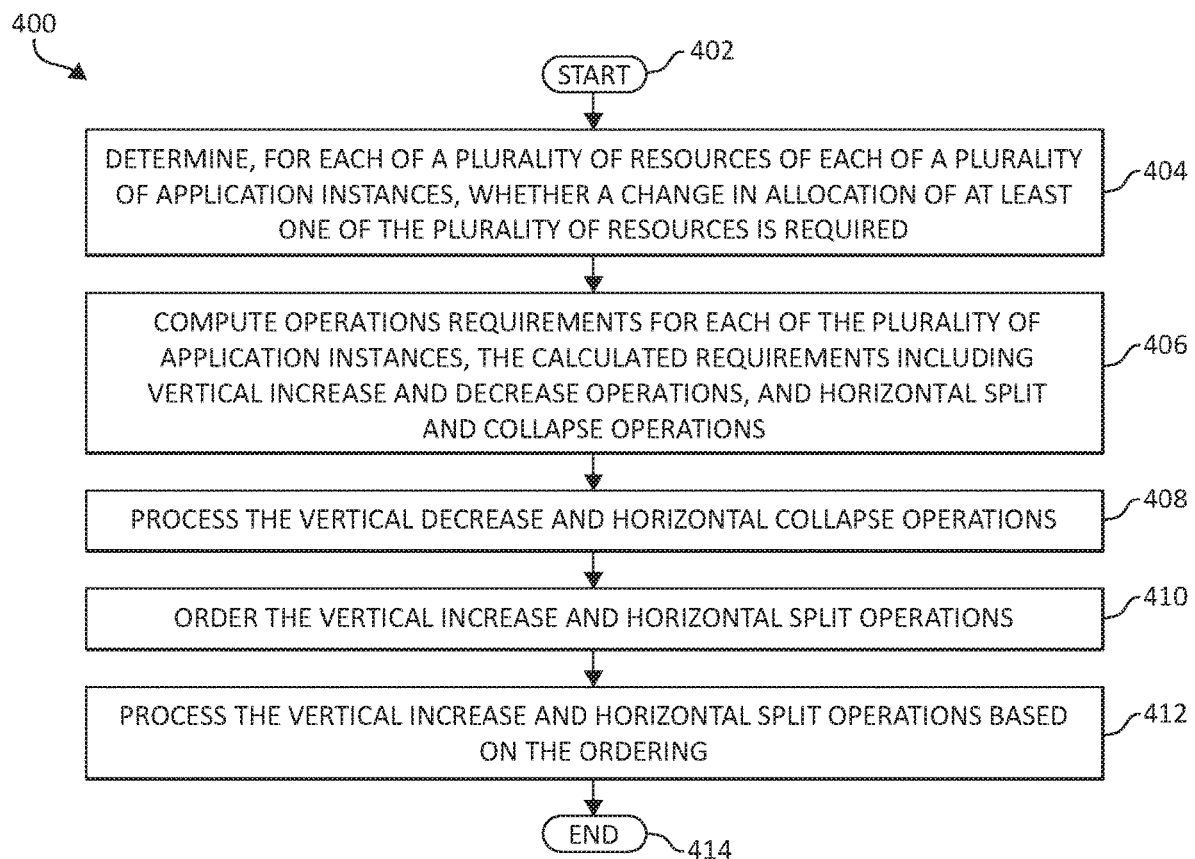 400
START
402
DETERMINE, FOR EACH OF A PLURALITY OF RESOURCES OF EACH OF A PLURALITY
OF APPLICATION INSTANCES, WHETHER A CHANGE IN ALLOCATION OF AT LEAST
ONE OF THE PLURALITY OF RESOURCES IS REQUIRED
404
COMPUTE OPERATIONS REQUIREMENTS FOR EACH OF THE PLURALITY OF
APPLICATION INSTANCES, THE CALCULATED REQUIREMENTS INCLUDING
VERTICAL INCREASE AND DECREASE OPERATIONS, AND HORIZONTAL SPLIT
AND COLLAPSE OPERATIONS
406
PROCESS THE VERTICAL DECREASE AND HORIZONTAL COLLAPSE OPERATIONS
408
ORDER THE VERTICAL INCREASE AND HORIZONTAL SPLIT OPERATIONS
410
PROCESS THE VERTICAL INCREASE AND HORIZONTAL SPLIT OPERATIONS BASED
ON THE ORDERING
412
END
414